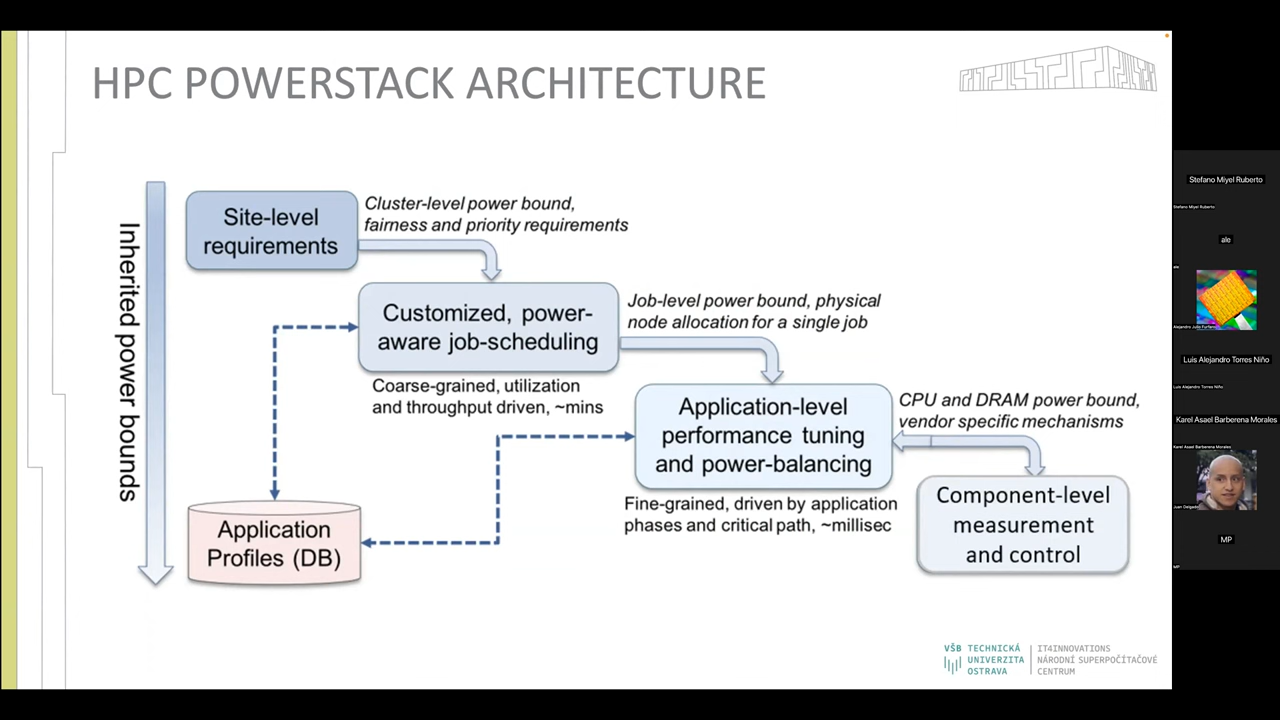 HPC POWERSTACK ARCHITECTURE
Inherited power bounds
Site-level
requirements
Cluster-level power bound,
fairness and priority requirements
Customized, power-
aware job-scheduling
Job-level power bound, physical
node allocation for a single job
Coarse-grained, utilization
and throughput driven, ~mins
Application-level
performance tuning
and power-balancing
CPU and DRAM power bound,
vendor specific mechanisms
Fine-grained, driven by application
phases and critical path, ~millisec
Component-level
measurement
and control
Application
Profiles (DB)
VŠB TECHNICKÁ
UNIVERZITA
OSTRAVA
IT4INNOVATIONS
NÁRODNÍ SUPERPOČÍTAČOVÉ
CENTRUM
Stefano Miyel Ruberto
Stefano Miyel Ruberto
ale
ale
Alejandro Julio Furfaro
Luis Alejandro Torres Niño
Luis Alejandro Torres Niño
Karel Asael Barberena Morales
Karel Asael Barberena Morales
Juan Delgado
MP
MP